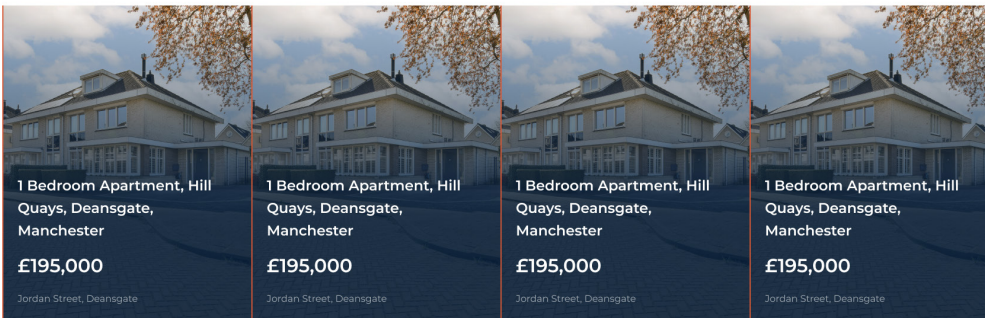 1 Bedroom Apartment, Hill
Quays, Deansgate,
Manchester
£195,000
Jordan Street, Deansgate
1 Bedroom Apartment, Hill
Quays, Deansgate,
Manchester
£195,000
Jordan Street, Deansgate
1 Bedroom Apartment, Hill
Quays, Deansgate,
Manchester
£195,000
Jordan Street, Deansgate
1 Bedroom Apartment, Hill
Quays, Deansgate,
Manchester
£195,000
Jordan Street, Deansgate